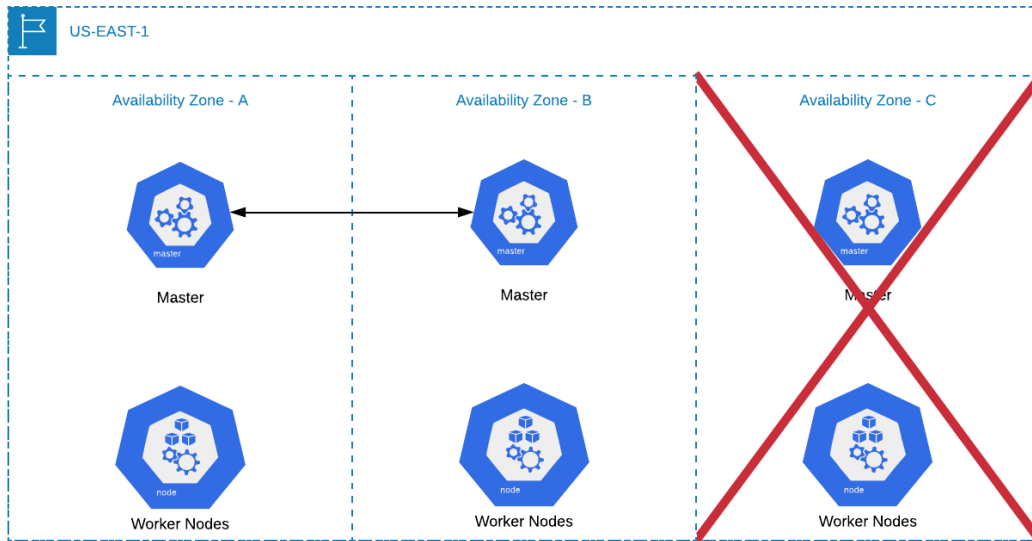 US-EAST-1
Availability Zone - A
Availability Zone - B
Availability Zone - C
master
master
master
Master
Master
Master
node
node
node
Worker Nodes
Worker Nodes
Worker Nodes